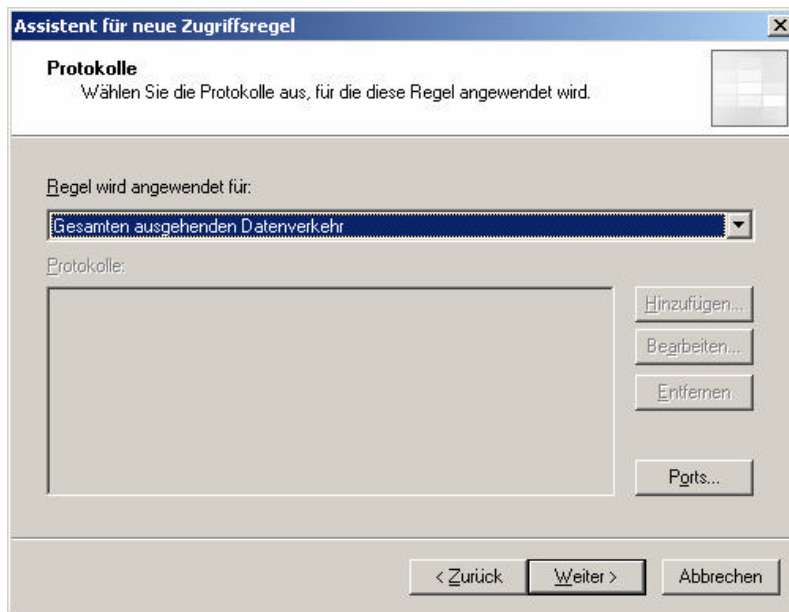 Assistent für neue Zugriffsregel
Protokolle
Wählen Sie die Protokolle aus, für die diese Regel angewendet wird.
Regel wird angewendet für:
Gesamten ausgehenden Datenverkehr
Protokolle:
Hinzufügen...
Bearbeiten...
Entfernen
Ports...
< Zurück
Weiter >
Abbrechen